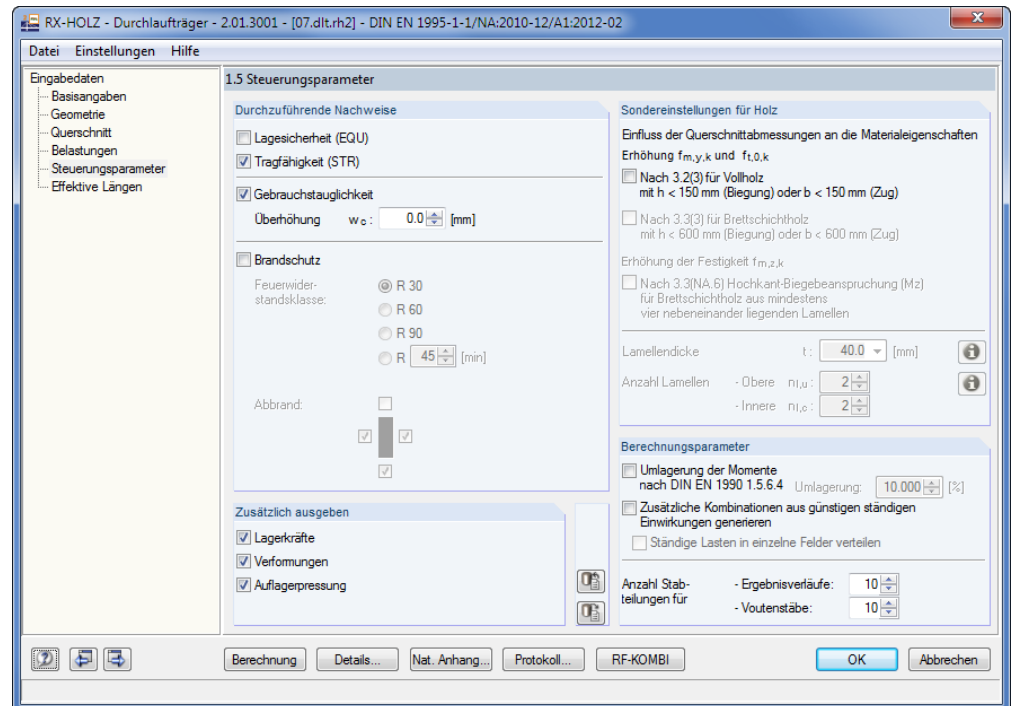 RX-HOLZ - Durchlaufträger - 2.01.3001 - [07.dlt.rh2] - DIN EN 1995-1-1/NA:2010-12/A1:2012-02
Datei Einstellungen Hilfe
Eingabedaten
Basisangaben
Geometrie
Querschnitt
Belastungen
Steuerungsparameter
Effektive Längen
1.5 Steuerungsparameter
Durchzuführende Nachweise
Lagesicherheit (EQU)
Tragfähigkeit (STR)
Gebrauchstauglichkeit
Überhöhung wc: 0.0 [mm]
Brandschutz
Feuerwider-
standsklasse:
R 30
R 60
R 90
R 45 [min]
Abbrand:
Zusätzlich ausgeben
Lagerkräfte
Verformungen
Auflagerpressung
Sondereinstellungen für Holz
Einfluss der Querschnittabmessungen an die Materialeigenschaften
Erhöhung fm,y,k und ft,0,k
Nach 3.2(3) für Vollholz
mit h < 150 mm (Biegung) oder b < 150 mm (Zug)
Nach 3.3(3) für Brettschichtholz
mit h < 600 mm (Biegung) oder b < 600 mm (Zug)
Erhöhung der Festigkeit fm,z,k
Nach 3.3(NA.6) Hochkant-Biegebeanspruchung (Mz)
für Brettschichtholz aus mindestens
vier nebeneinander liegenden Lamellen
Lamellendicke t: 40.0 [mm]
Anzahl Lamellen - Obere nl,u: 2
- Innere nl,c: 2
Berechnungsparameter
Umlagerung der Momente
nach DIN EN 1990 1.5.6.4 Umlagerung: 10.000 [%]
Zusätzliche Kombinationen aus günstigen ständigen
Einwirkungen generieren
Ständige Lasten in einzelne Felder verteilen
Anzahl Stab-
teilungen für
- Ergebnisverläufe: 10
- Voutenstäbe: 10
Berechnung Details... Nat. Anhang... Protokoll... RF-KOMBI OK Abbrechen